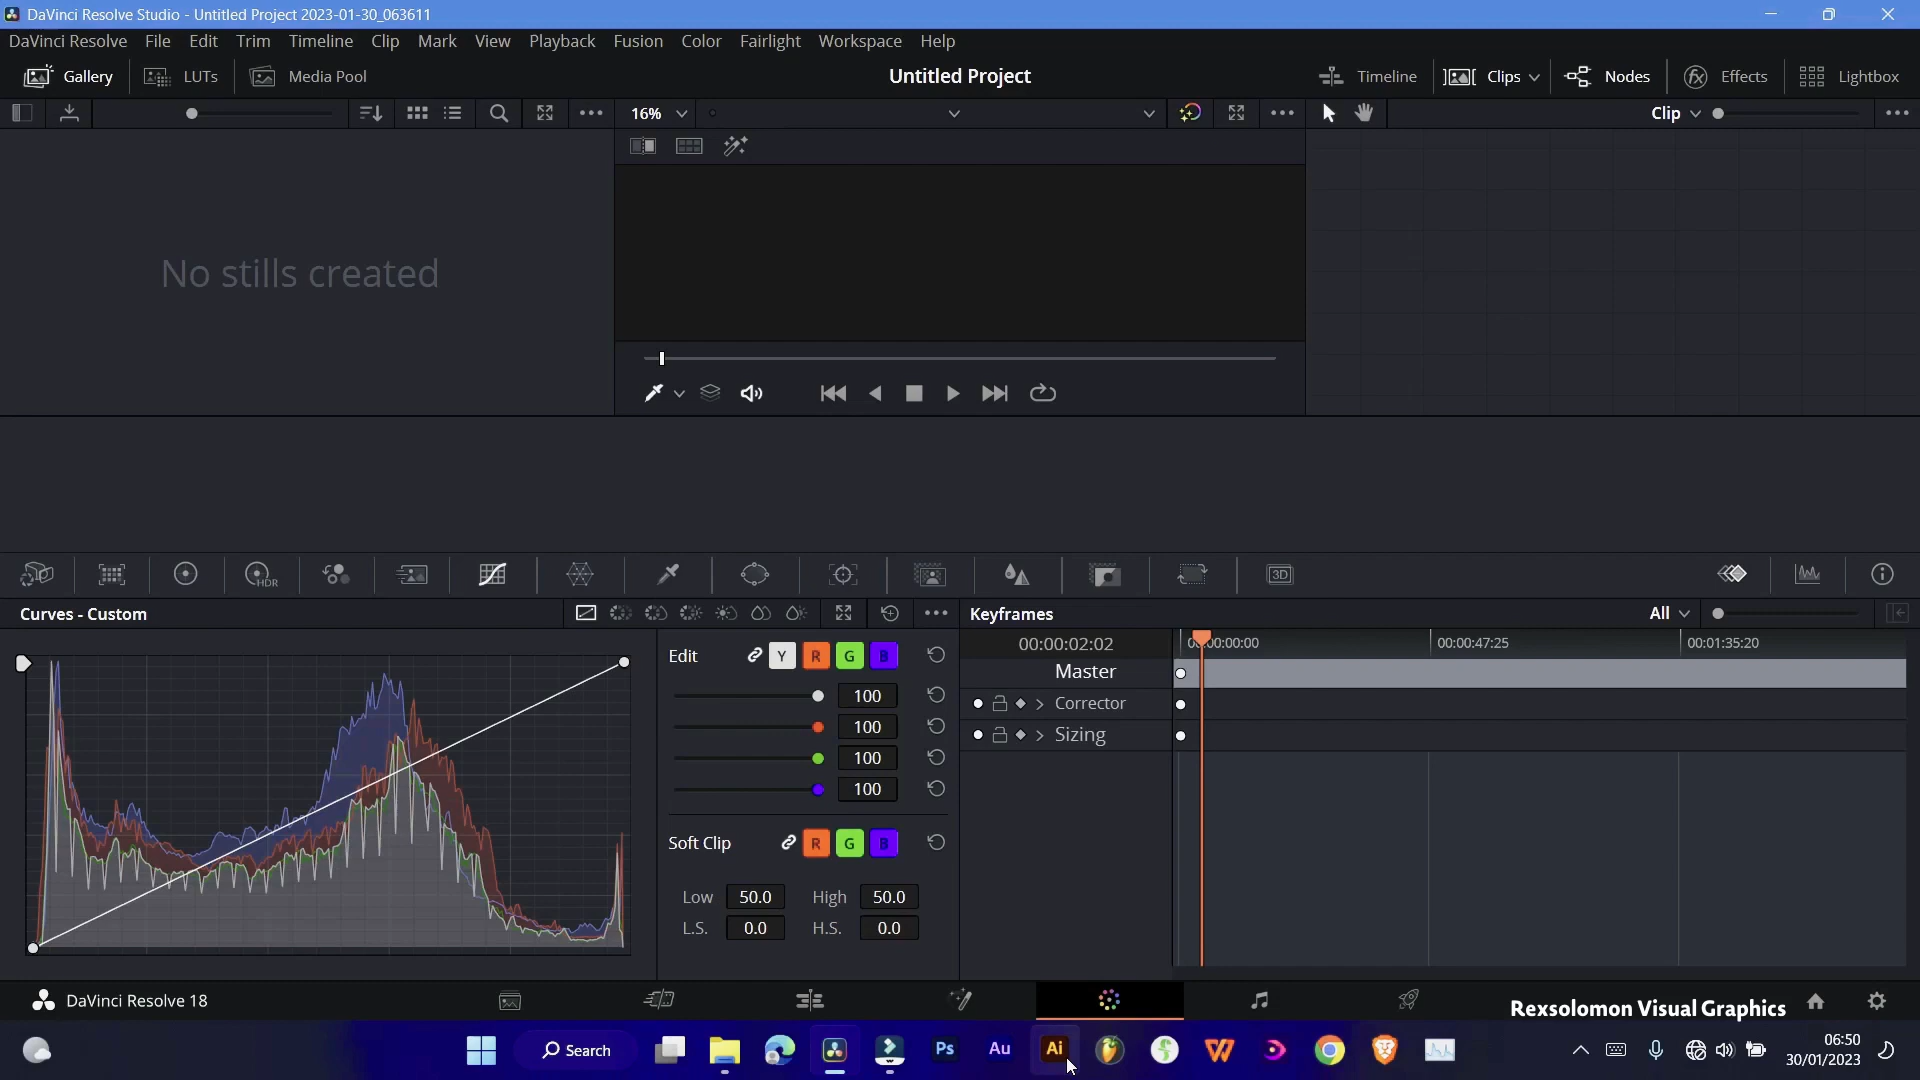 DaVinci Resolve Studio - Untitled Project 2023-01-30_063611
DaVinci Resolve File Edit Trim Timeline Clip Mark View Playback Fusion Color Fairlight Workspace Help
Gallery LUTs Media Pool Untitled Project Timeline Clips Nodes fx Effects Lightbox
16% Clip
No stills created
HDR 3D
Curves - Custom Keyframes All
00:00:02:02 00:00:00:00 00:00:47:25 00:01:35:20
Edit Y R G B Master
100 Corrector
100 Sizing
100
100
Soft Clip R G B
Low 50.0 High 50.0
L.S. 0.0 H.S. 0.0
DaVinci Resolve 18 Rexsolomon Visual Graphics
Search Ps Au Ai 06:50
30/01/2023